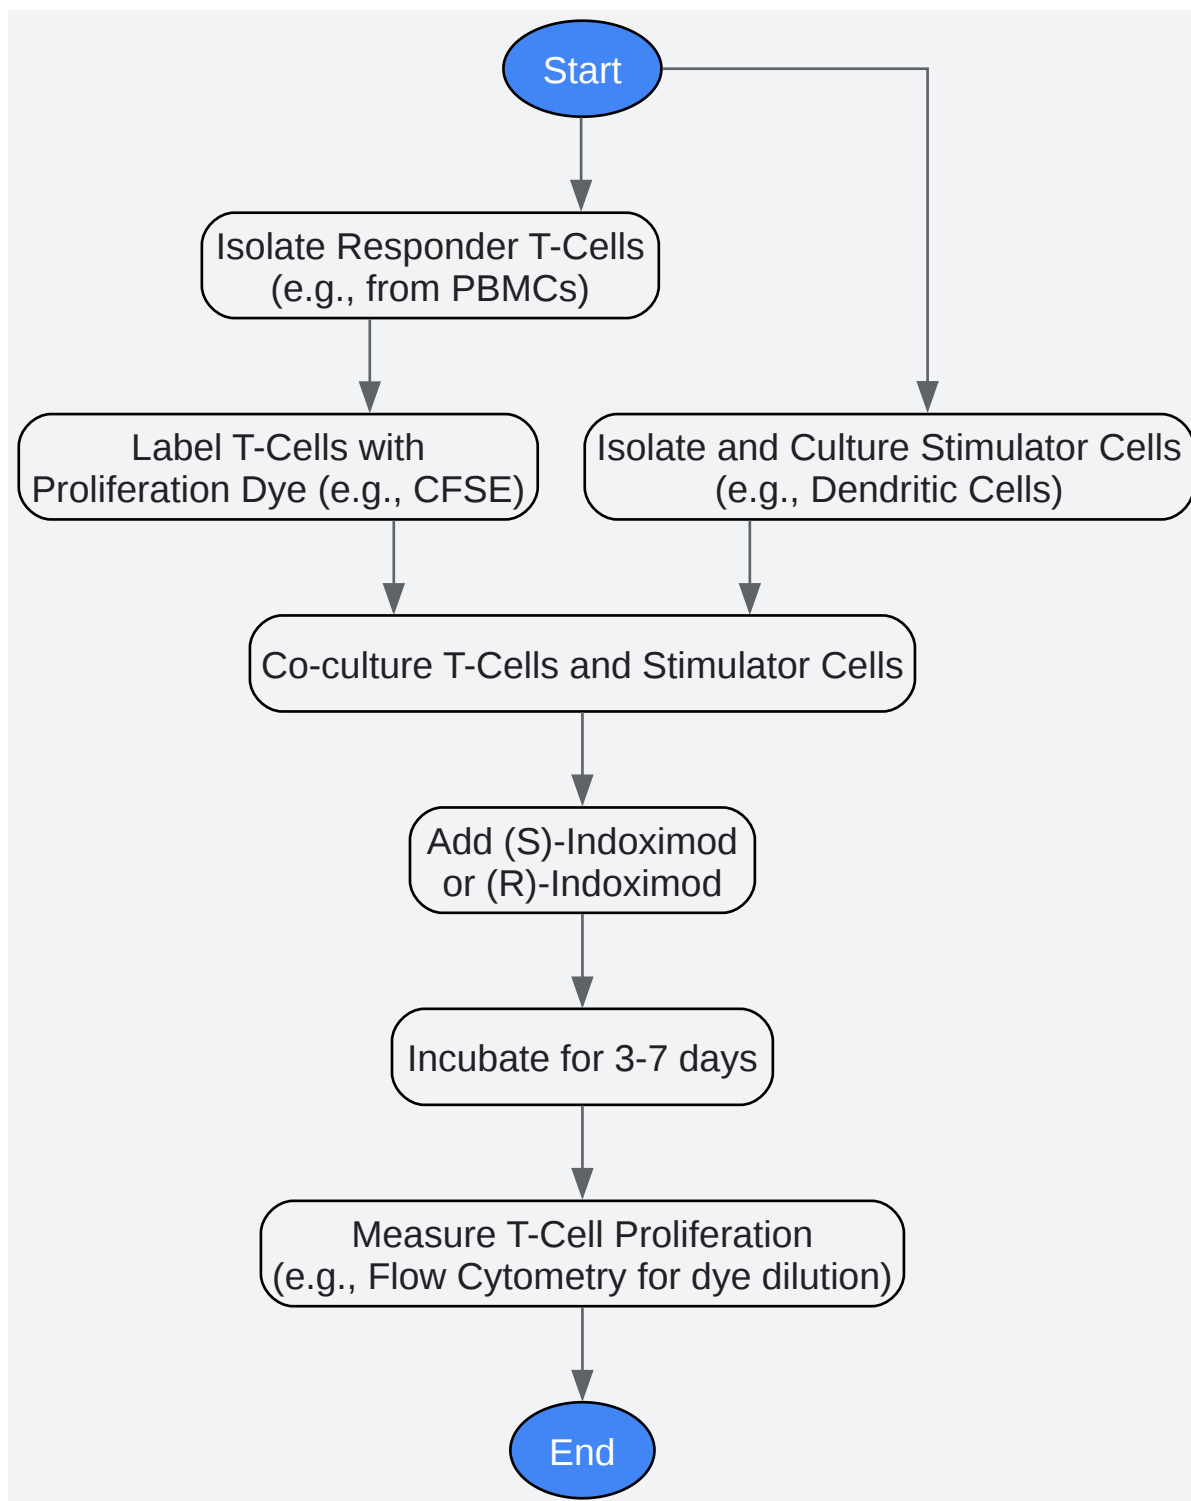 Start
Isolate Responder T-Cells
(e.g., from PBMCs)
Label T-Cells with
Proliferation Dye (e.g., CFSE)
Isolate and Culture Stimulator Cells
(e.g., Dendritic Cells)
Co-culture T-Cells and Stimulator Cells
Add (S)-Indoximod
or (R)-Indoximod
Incubate for 3-7 days
Measure T-Cell Proliferation
(e.g., Flow Cytometry for dye dilution)
End